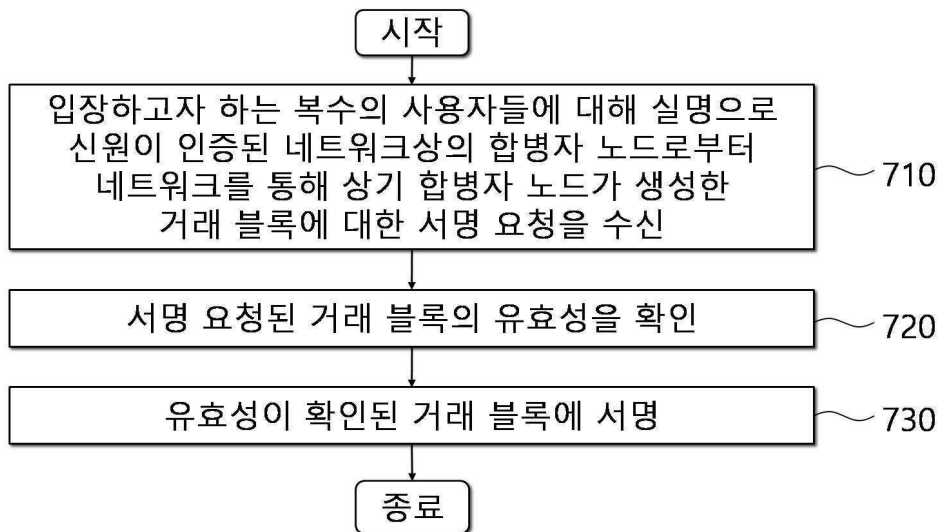 시작
입장하고자 하는 복수의 사용자들에 대해 실명으로
신원이 인증된 네트워크상의 합병자 노드로부터
네트워크를 통해 상기 합병자 노드가 생성한
거래 블록에 대한 서명 요청을 수신
710
서명 요청된 거래 블록의 유효성을 확인
720
유효성이 확인된 거래 블록에 서명
730
종료